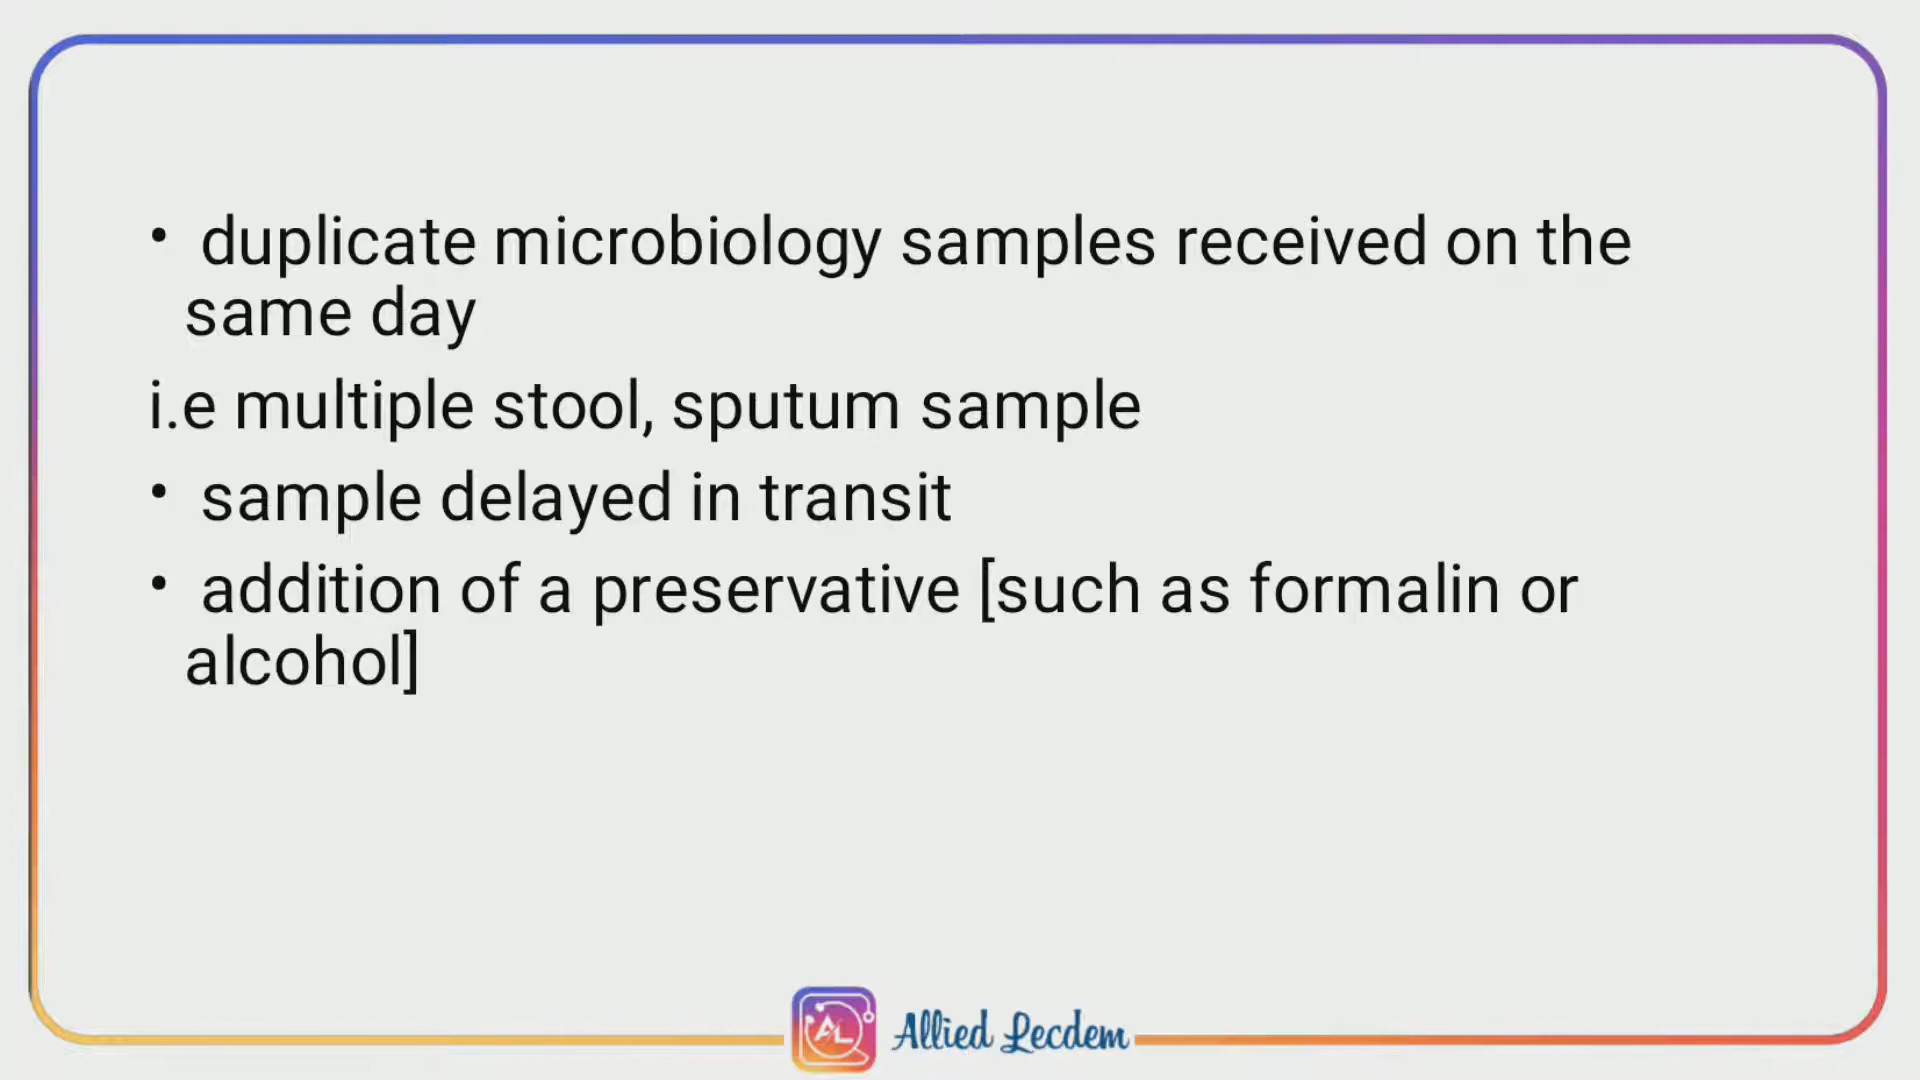 • duplicate microbiology samples received on the
same day
i.e multiple stool, sputum sample
• sample delayed in transit
• addition of a preservative [such as formalin or
alcohol]
AL Allied Lecdem